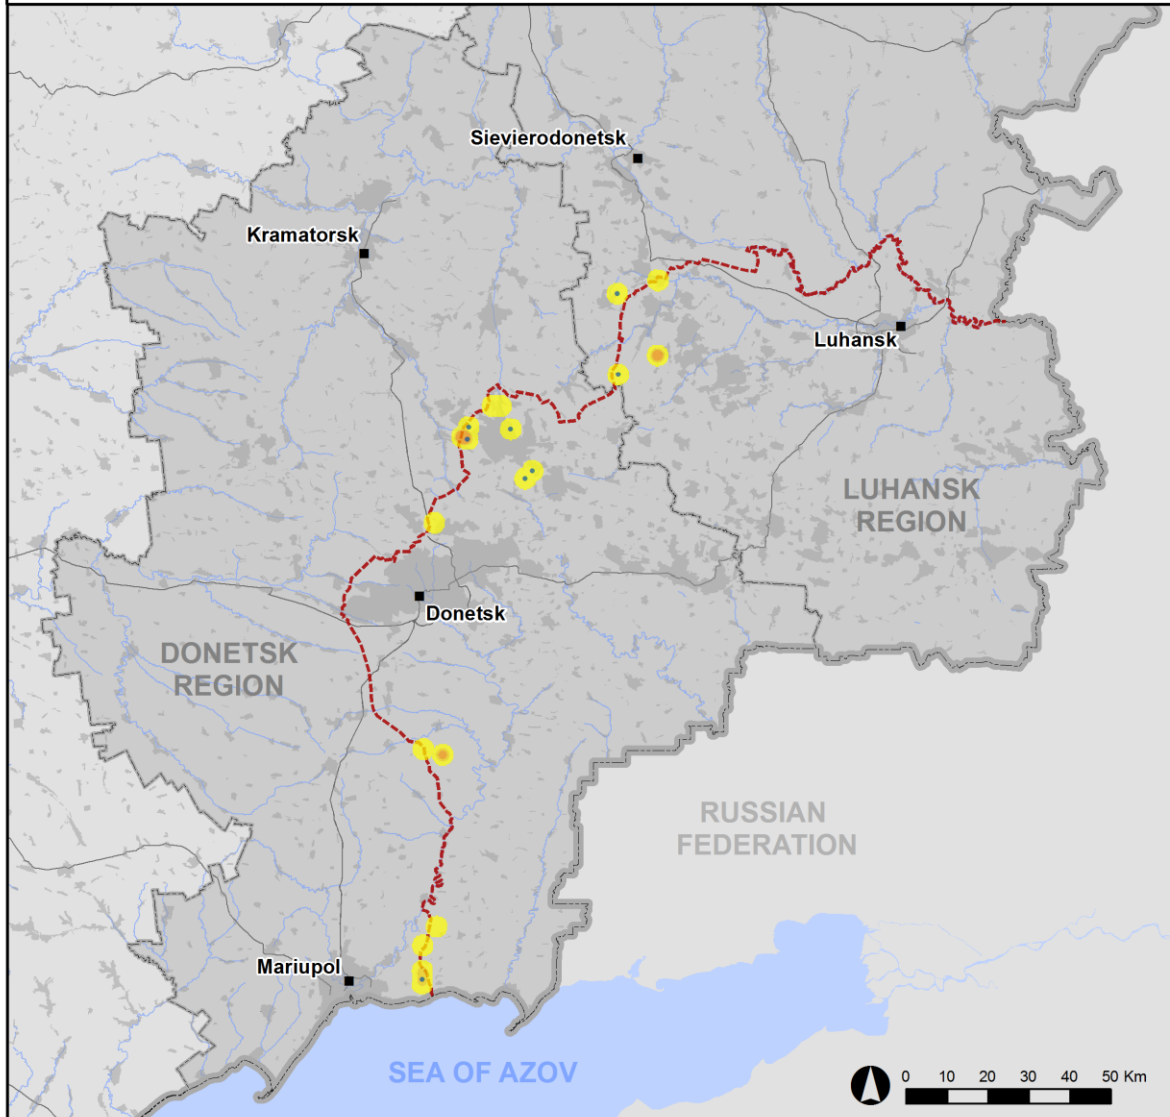 Sievierodonetsk
Kramatorsk
Luhansk
LUHANSK
REGION
Donetsk
DONETSK
REGION
RUSSIAN
FEDERATION
Mariupol
SEA OF AZOV
0 10 20 30 40 50 Km